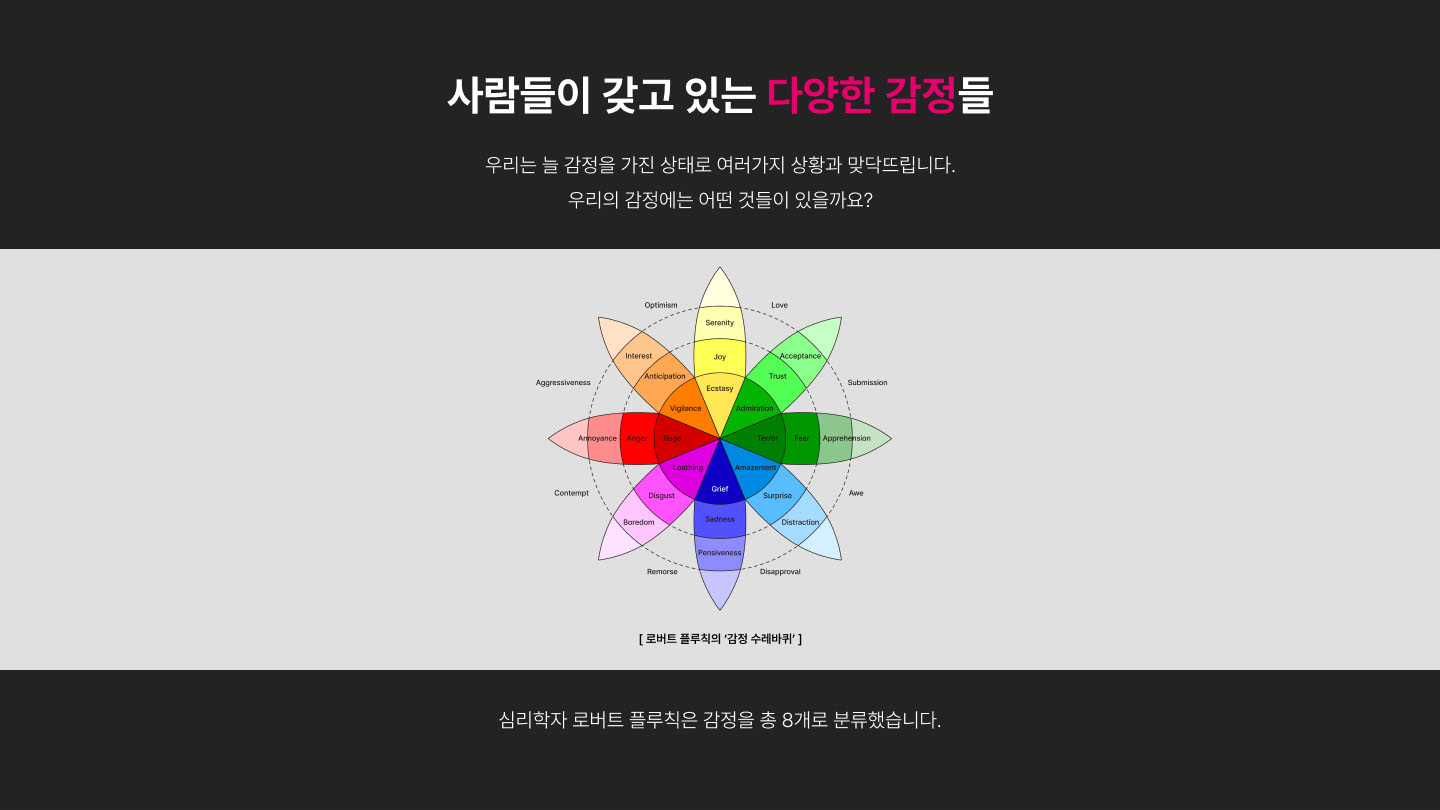 사람들이 갖고 있는 다양한 감정들
우리는 늘 감정을 가진 상태로 여러가지 상황과 맞닥뜨립니다.
우리의 감정에는 어떤 것들이 있을까요?
Optimism
Love
Serenity
Interest
Joy
Acceptance
Anticipation
Trust
Aggressiveness
Ecstasy
Submission
Vigilance
Admiration
Annoyance
Anger
Rage
Terror
Fear
Apprehension
Loathing
Amazement
Contempt
Disgust
Grief
Surprise
Awe
Boredom
Sadness
Distraction
Pensiveness
Remorse
Disapproval
[ 로버트 플루칙의 ‘감정 수레바퀴’ ]
심리학자 로버트 플루칙은 감정을 총 8개로 분류했습니다.